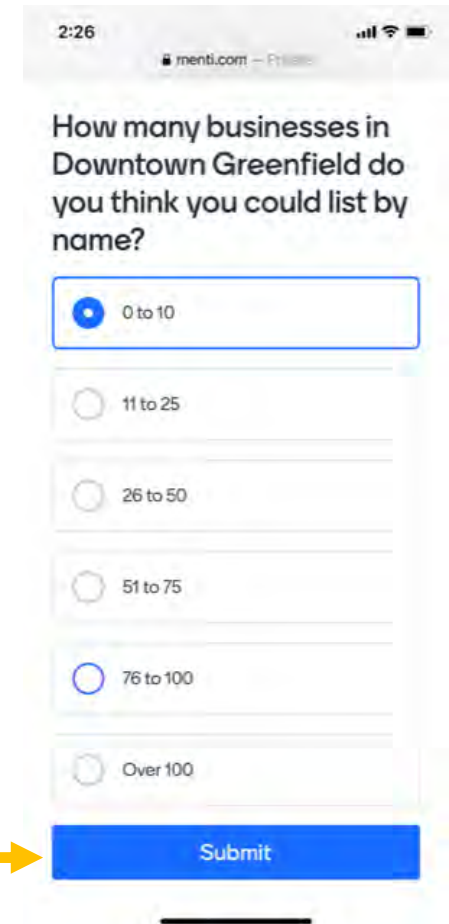 2:26
menti.com — Private
How many businesses in
Downtown Greenfield do
you think you could list by
name?
0 to 10
11 to 25
26 to 50
51 to 75
76 to 100
Over 100
Submit